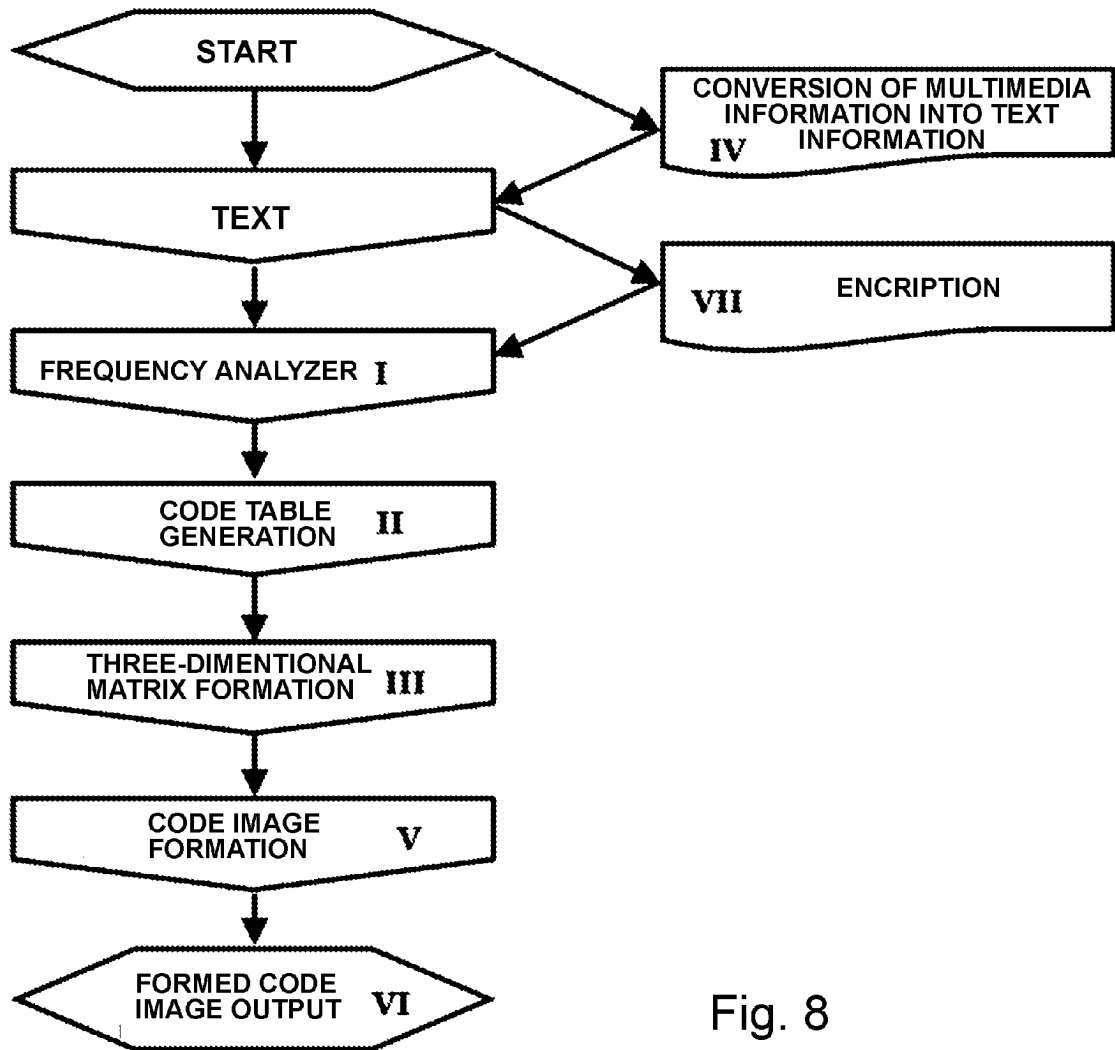 START
CONVERSION OF MULTIMEDIA
INFORMATION INTO TEXT
INFORMATION
IV
TEXT
VII ENCRIPTION
FREQUENCY ANALYZER I
CODE TABLE
GENERATION II
THREE-DIMENTIONAL
MATRIX FORMATION III
CODE IMAGE
FORMATION V
FORMED CODE
IMAGE OUTPUT VI
Fig. 8